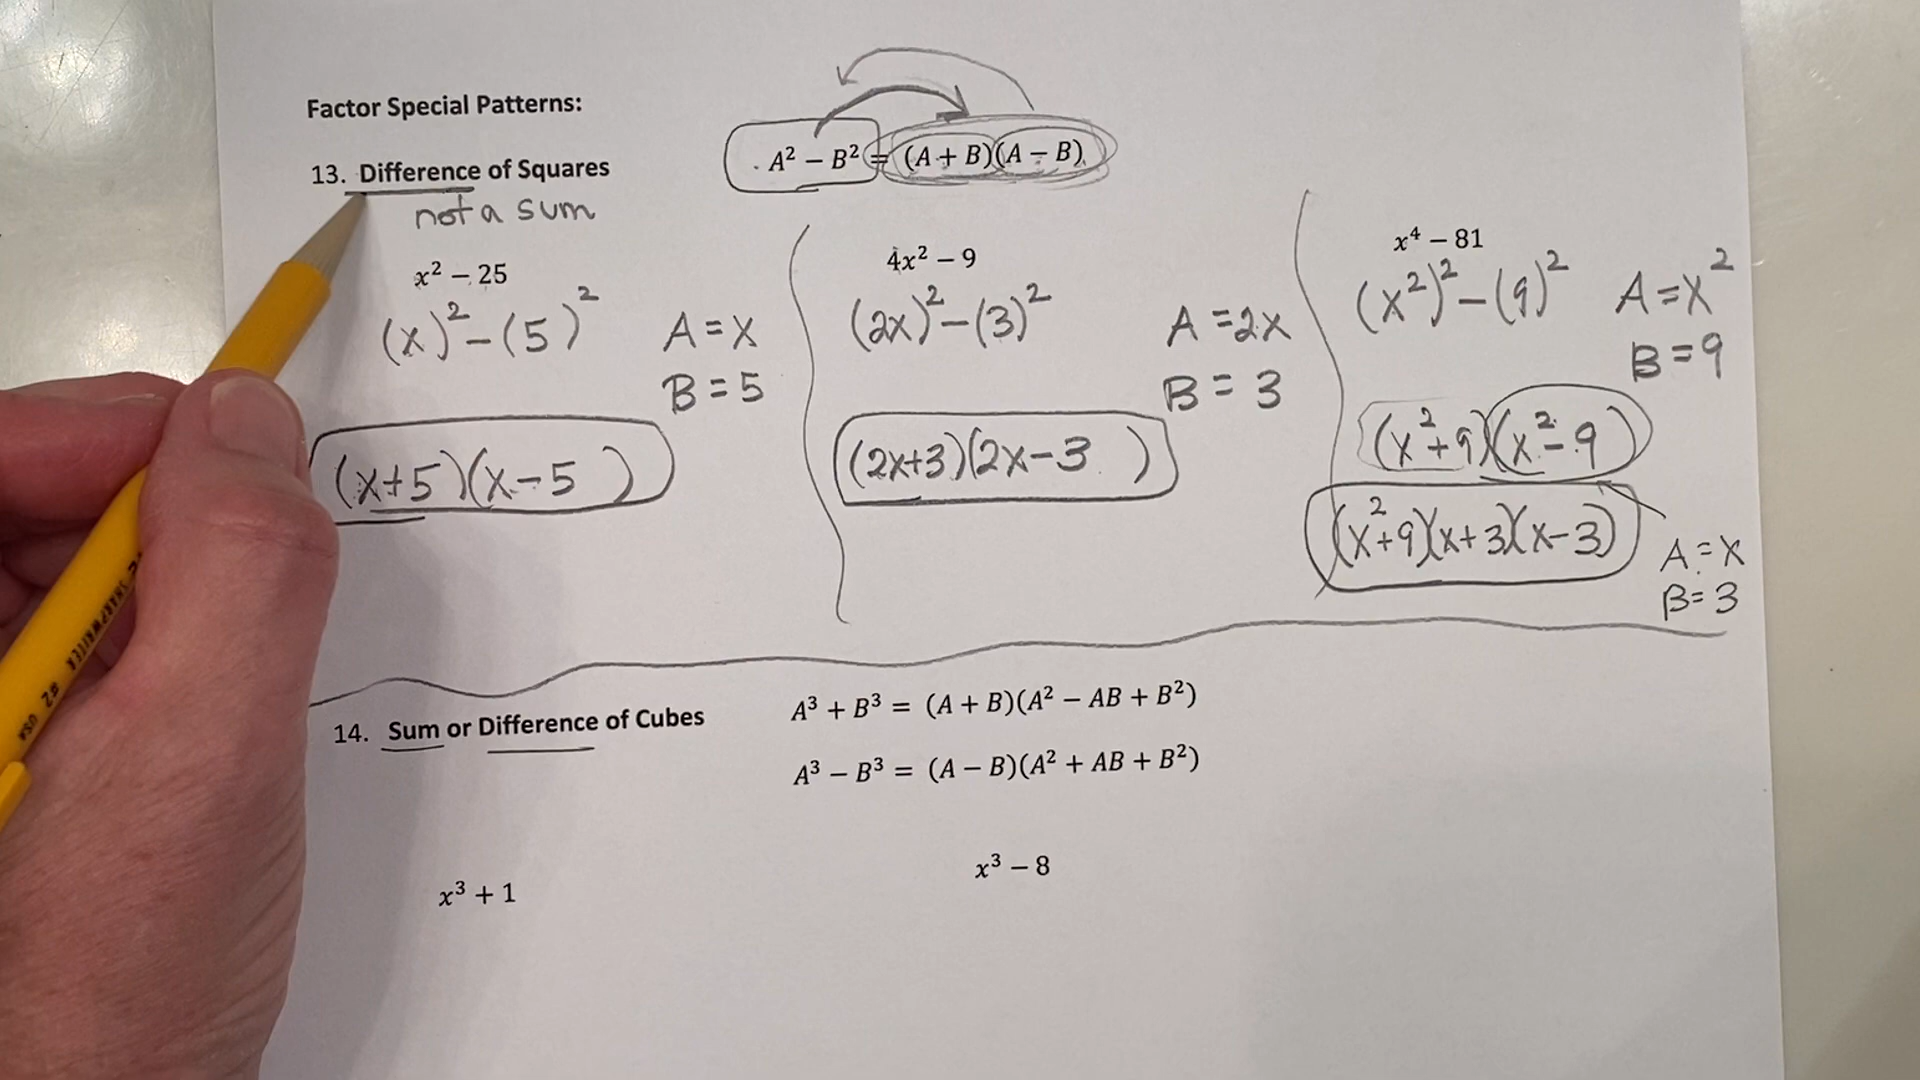 Factor Special Patterns:
13. Difference of Squares
A² − B² = (A + B)(A − B)
not a sum
x² − 25
(x)² − (5)²
A = x
B = 5
(x+5)(x−5)
4x² − 9
(2x)² − (3)²
A = 2x
B = 3
(2x+3)(2x−3)
x⁴ − 81
(x²)² − (9)²
A = x²
B = 9
(x²+9)(x²−9)
(x²+9)(x+3)(x−3)
A = x
B = 3
14. Sum or Difference of Cubes
A³ + B³ = (A + B)(A² − AB + B²)
A³ − B³ = (A − B)(A² + AB + B²)
x³ + 1
x³ − 8
SHARPWRITER #2 USA